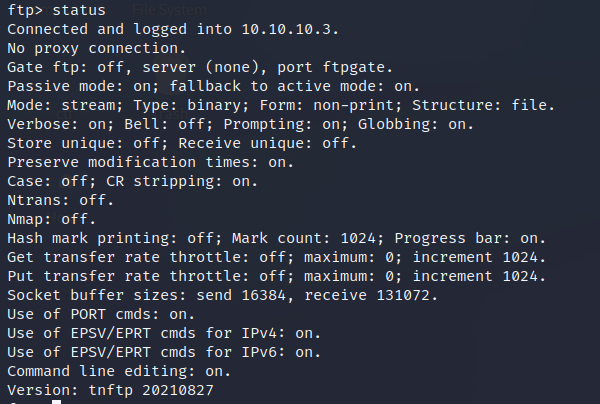 ftp> status
Connected and logged into 10.10.10.3.
No proxy connection.
Gate ftp: off, server (none), port ftpgate.
Passive mode: on; fallback to active mode: on.
Mode: stream; Type: binary; Form: non-print; Structure: file.
Verbose: on; Bell: off; Prompting: on; Globbing: on.
Store unique: off; Receive unique: off.
Preserve modification times: on.
Case: off; CR stripping: on.
Ntrans: off.
Nmap: off.
Hash mark printing: off; Mark count: 1024; Progress bar: on.
Get transfer rate throttle: off; maximum: 0; increment 1024.
Put transfer rate throttle: off; maximum: 0; increment 1024.
Socket buffer sizes: send 16384, receive 131072.
Use of PORT cmds: on.
Use of EPSV/EPRT cmds for IPv4: on.
Use of EPSV/EPRT cmds for IPv6: on.
Command line editing: on.
Version: tnftp 20210827